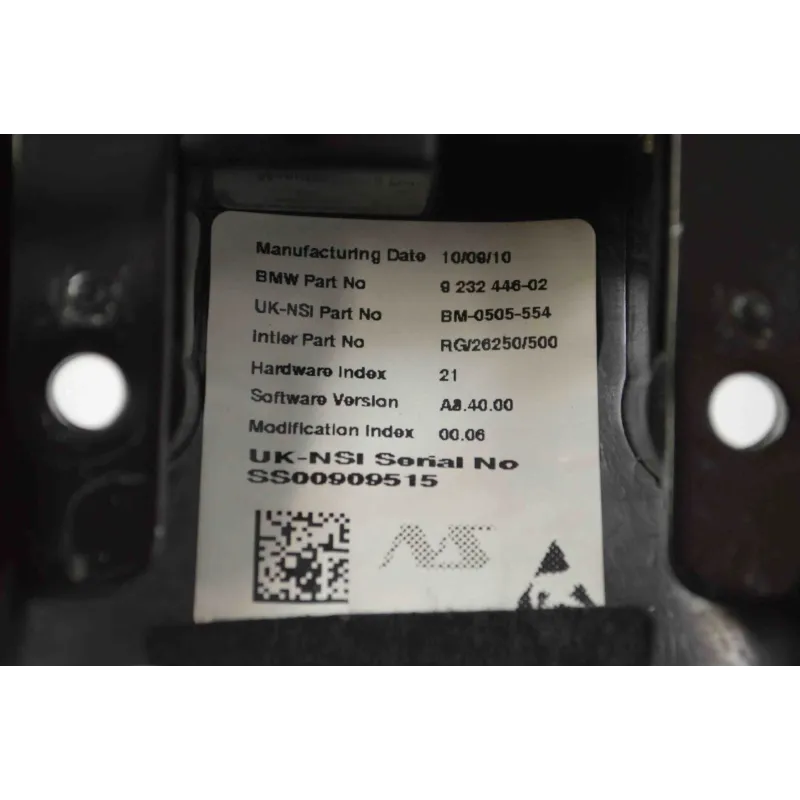 Manufacturing Date 10/09/10
BMW Part No 9 232 446-02
UK-NSI Part No BM-0505-554
Intier Part No RG/26250/500
Hardware Index 21
Software Version A8.40.00
Modification Index 00.06
UK-NSI Serial No
SS00909515
NS